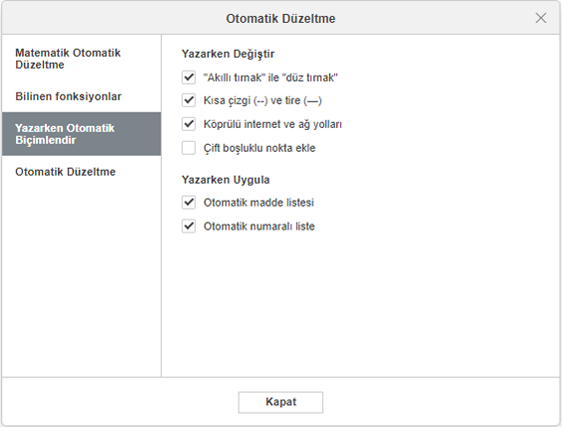 Otomatik Düzeltme
Matematik Otomatik
Düzeltme
Bilinen fonksiyonlar
Yazarken Otomatik
Biçimlendir
Otomatik Düzeltme
Yazarken Değiştir
"Akıllı tırnak" ile "düz tırnak"
Kısa çizgi (--) ve tire (—)
Köprülü internet ve ağ yolları
Çift boşluklu nokta ekle
Yazarken Uygula
Otomatik madde listesi
Otomatik numaralı liste
Kapat